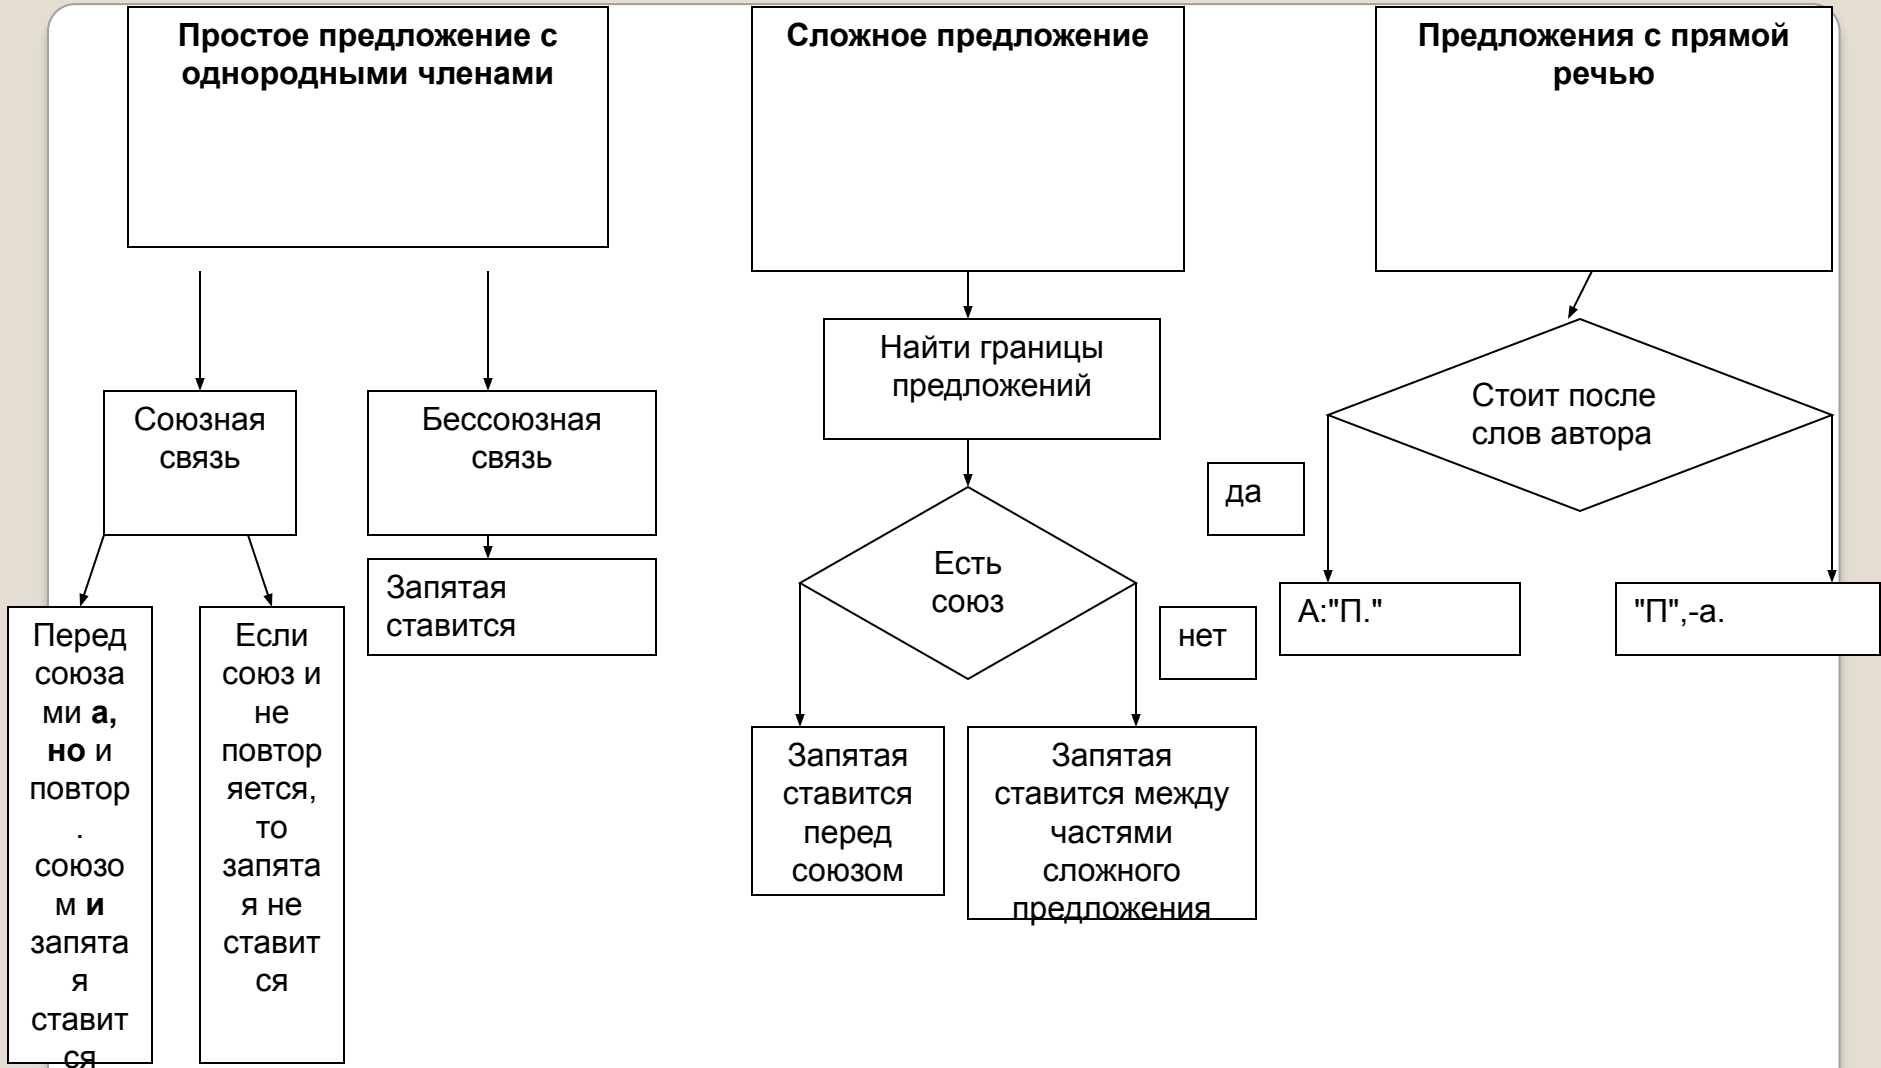 Простое предложение с
однородными членами
Союзная
связь
Бессоюзная
связь
Перед
союза
ми а,
но и
повтор
.
союзо
м и
запята
я
ставит
ся
Если
союз и
не
повтор
яется,
то
запята
я не
ставит
ся
Запятая
ставится
Сложное предложение
Найти границы
предложений
Есть
союз
нет
Запятая
ставится
перед
союзом
Запятая
ставится между
частями
сложного
предложения
Предложения с прямой
речью
Стоит после
слов автора
да
А:"П."
"П",-а.